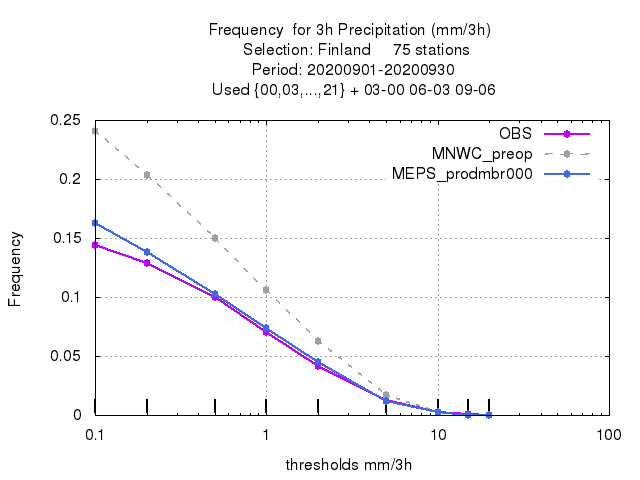 Frequency for 3h Precipitation (mm/3h)
Selection: Finland 75 stations
Period: 20200901-20200930
Used {00,03,...,21} + 03-00 06-03 09-06
OBS
MNWC_preop
MEPS_prodmbr000
0.25
0.2
0.15
0.1
0.05
0
Frequency
0.1 1 10 100
thresholds mm/3h